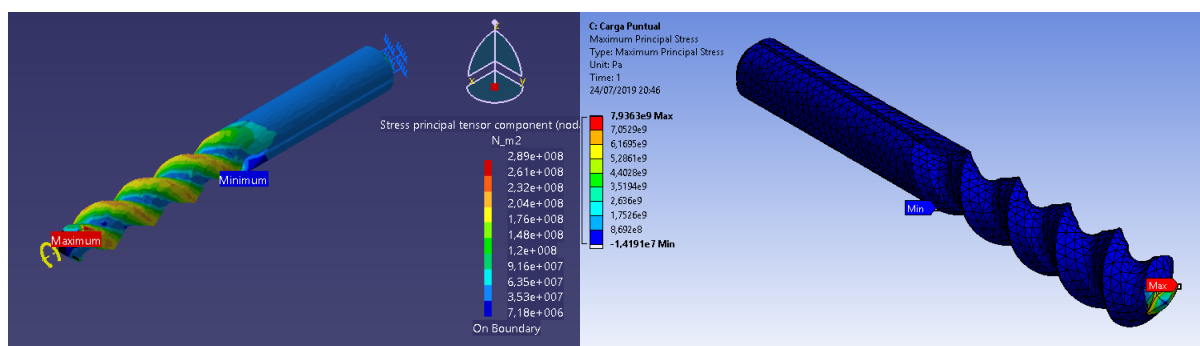 Stress principal tensor component (nod
N_m2
2,89e+008
2,61e+008
2,32e+008
2,04e+008
1,76e+008
1,48e+008
1,2e+008
9,16e+007
6,35e+007
3,53e+007
7,18e+006
On Boundary
Minimum
Maximum
C: Carga Puntual
Maximum Principal Stress
Type: Maximum Principal Stress
Unit: Pa
Time: 1
24/07/2019 20:46
7,9363e9 Max
7,0529e9
6,1695e9
5,2861e9
4,4028e9
3,5194e9
2,636e9
1,7526e9
8,692e8
-1,4191e7 Min
Min
Max